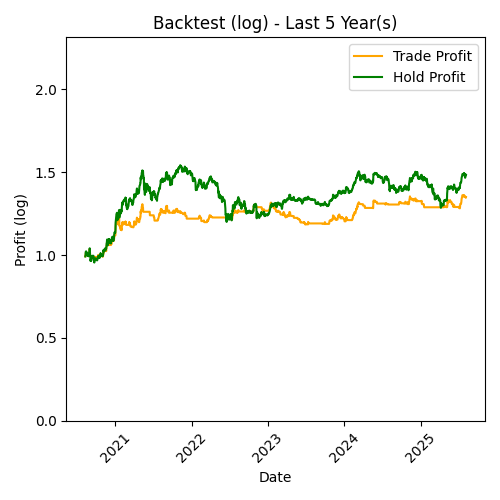 Backtest (log) - Last 5 Year(s)
Trade Profit
Hold Profit
Profit (log)
2.0
1.5
1.0
0.5
0.0
2021
2022
2023
2024
2025
Date